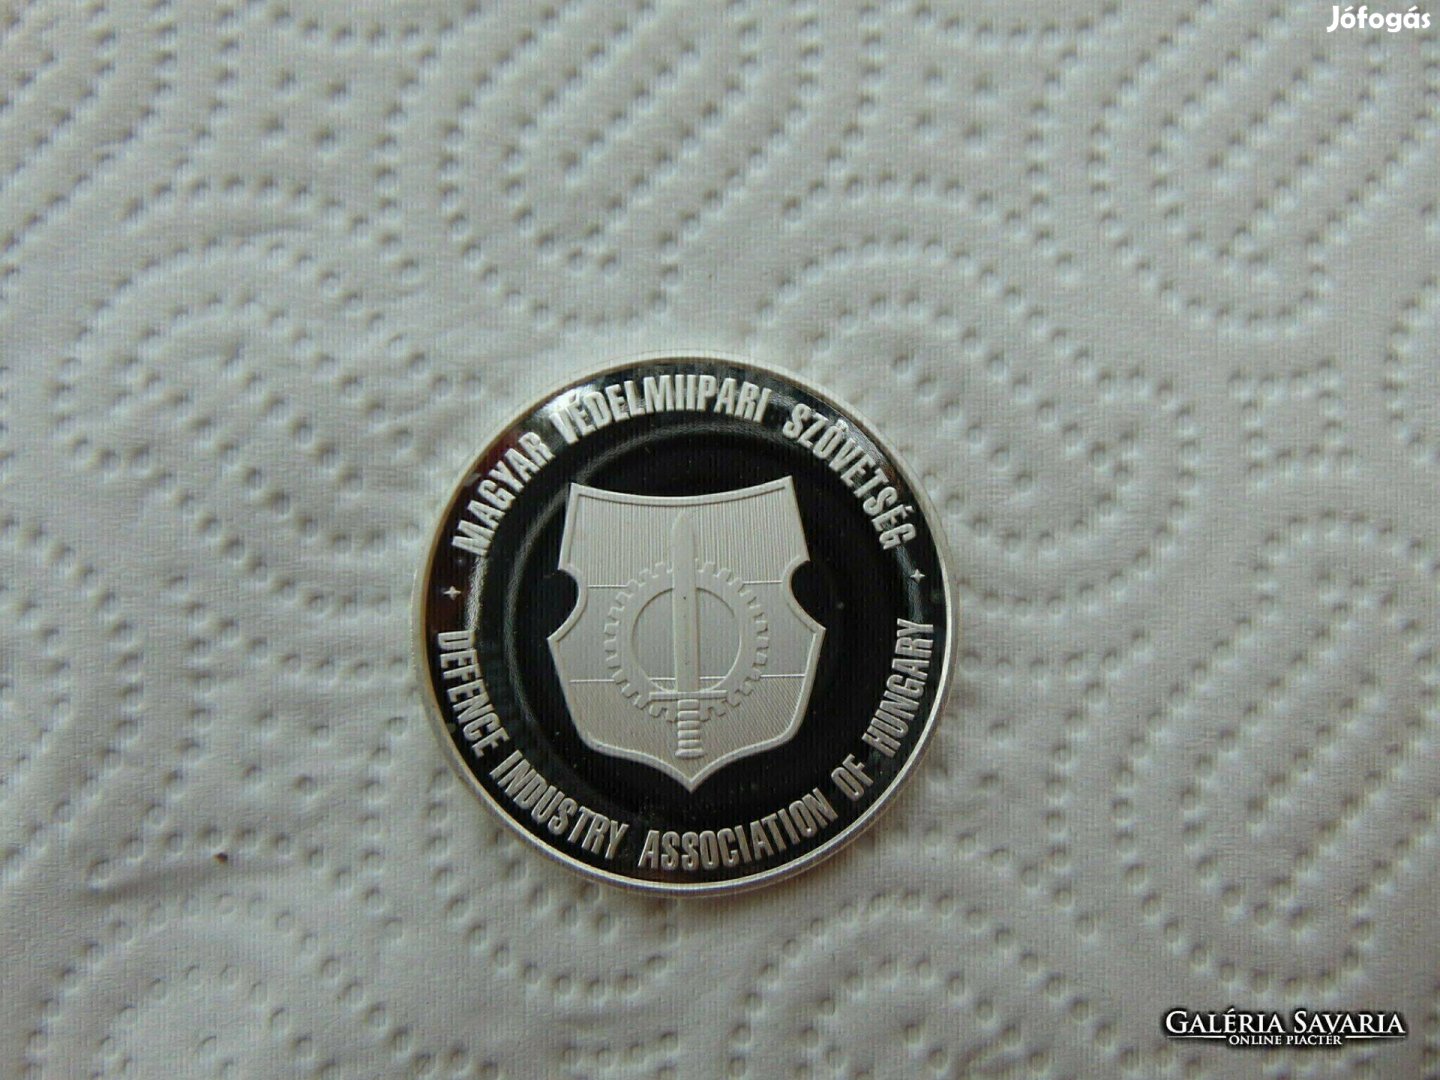 Jófogás
MAGYAR VÉDELMIIPARI SZÖVETSÉG
DEFENCE INDUSTRY ASSOCIATION OF HUNGARY
GALÉRIA SAVARIA
ONLINE PIACTÉR